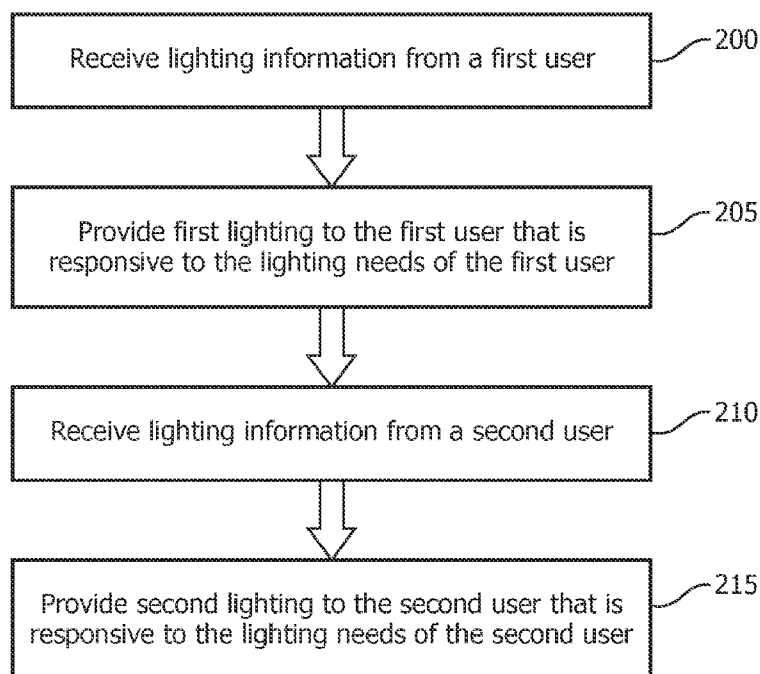 Receive lighting information from a first user
200
Provide first lighting to the first user that is
responsive to the lighting needs of the first user
205
Receive lighting information from a second user
210
Provide second lighting to the second user that is
responsive to the lighting needs of the second user
215